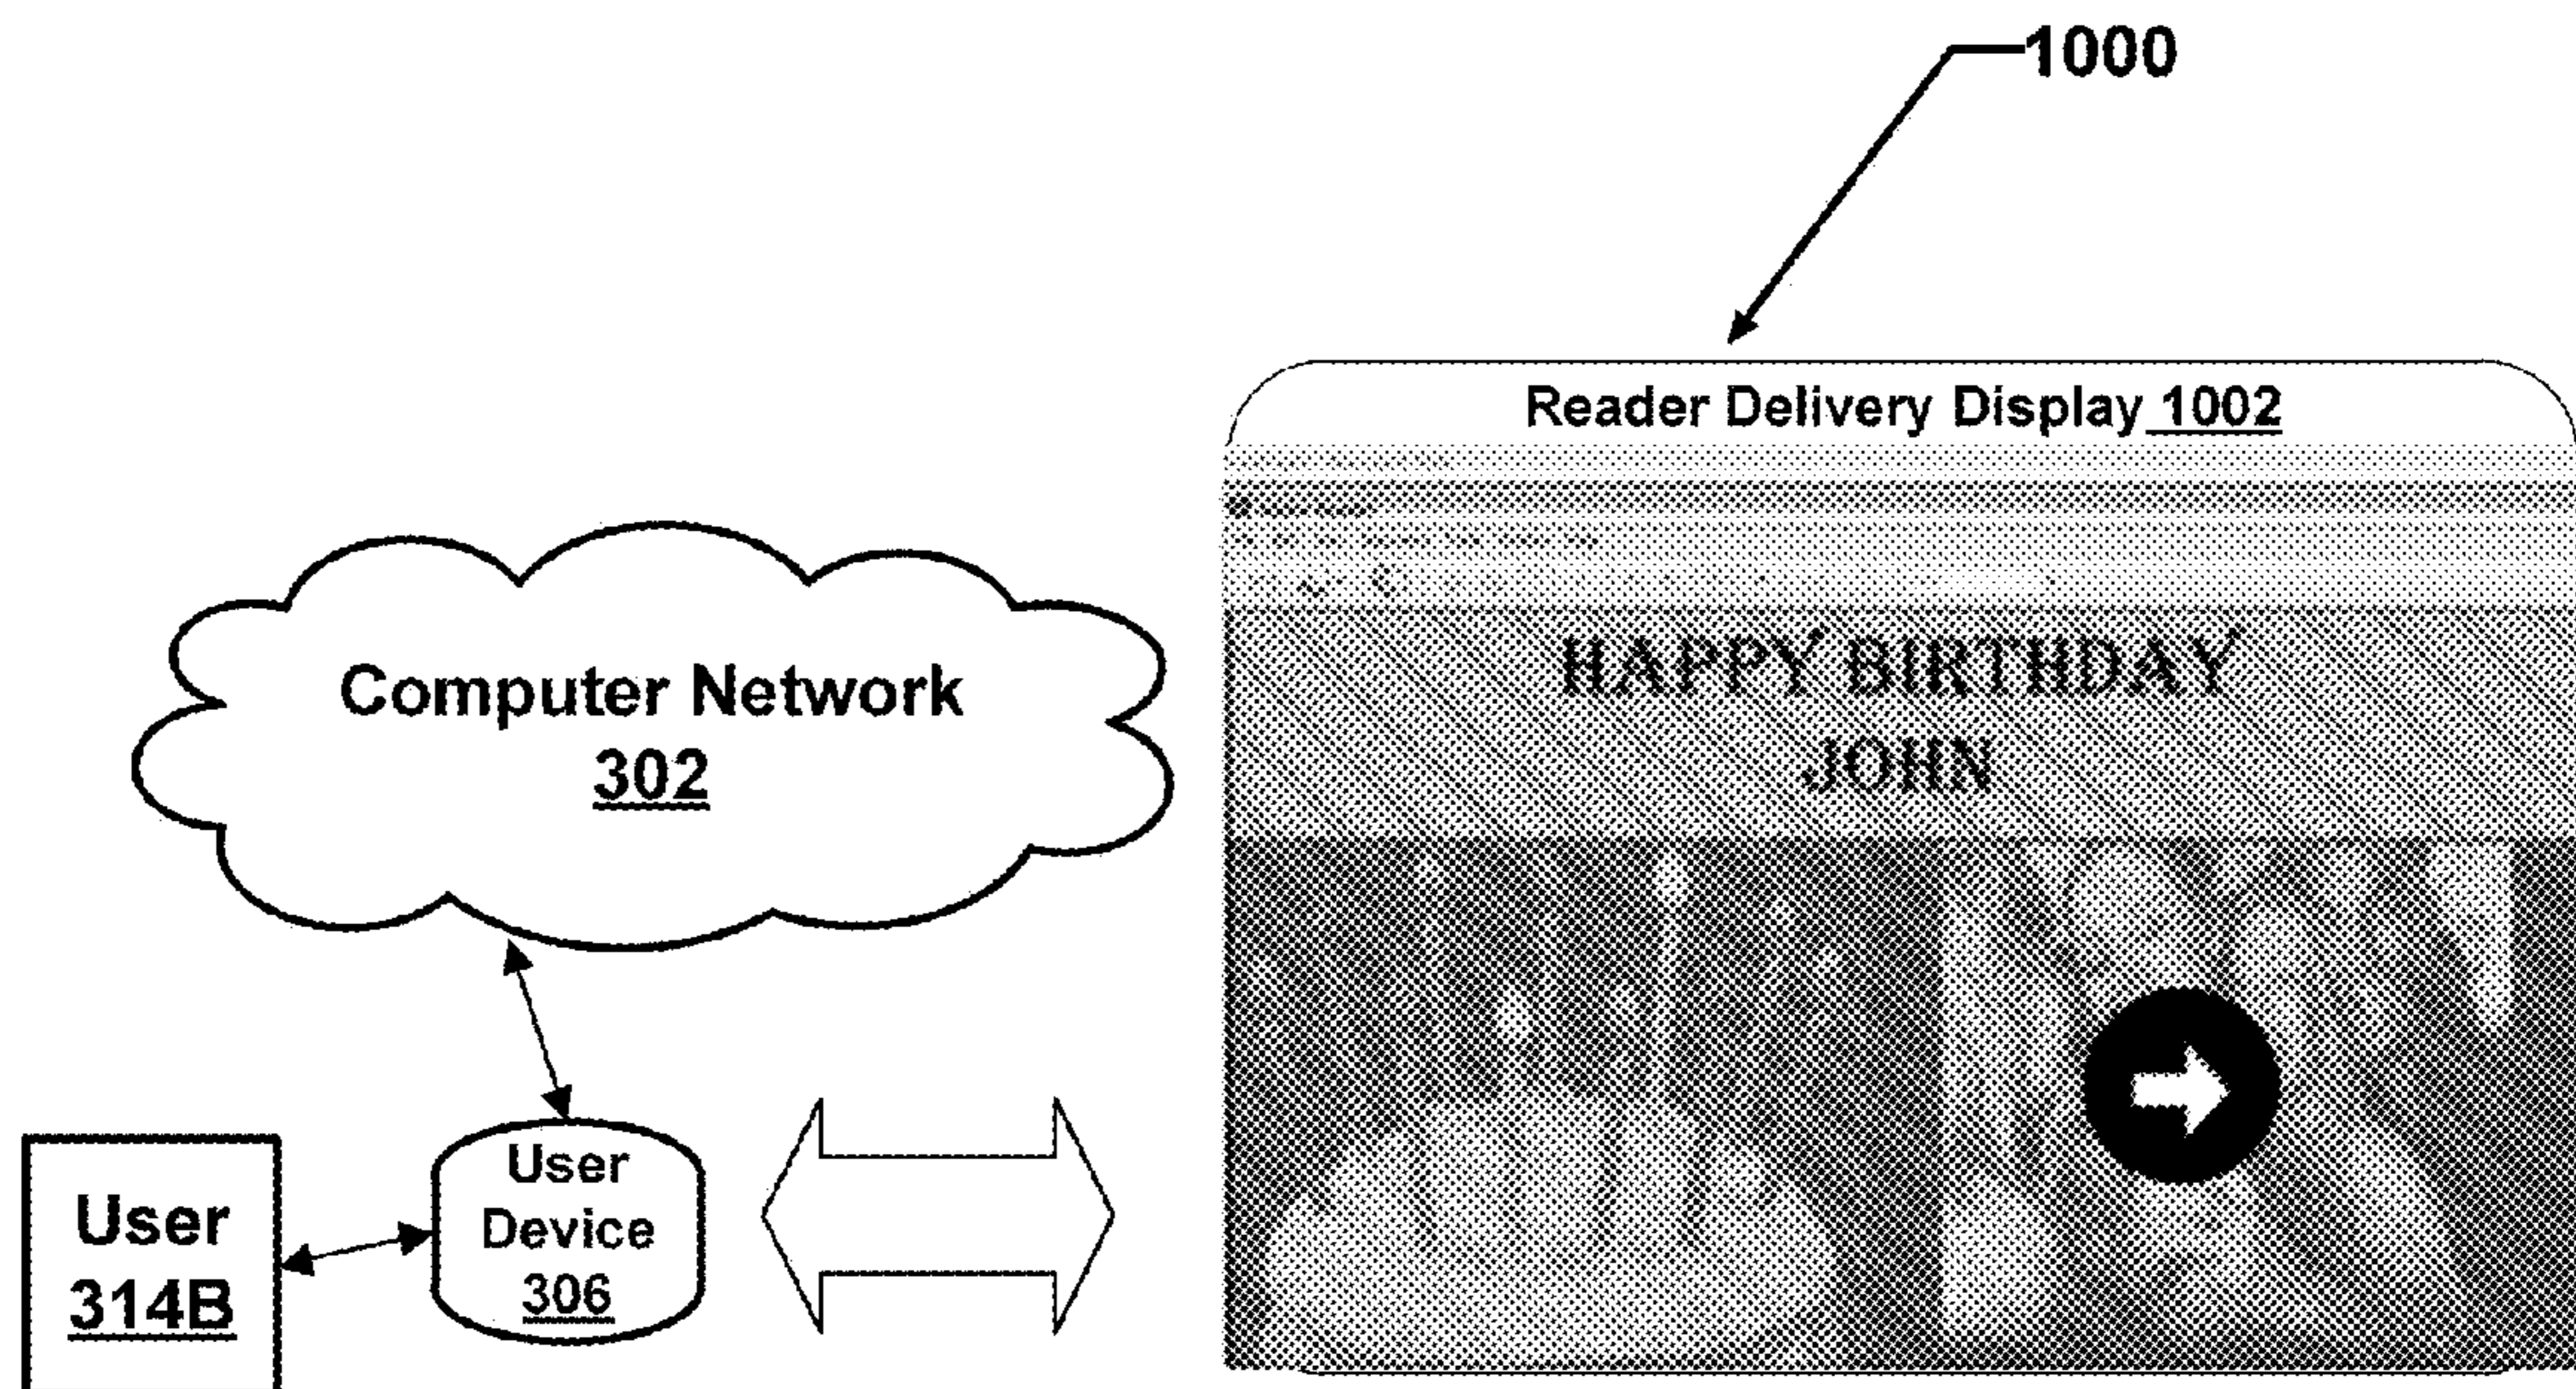 1000
Reader Delivery Display 1002
HAPPY BIRTHDAY
JOHN
Computer Network
302
User
Device
306
User
314B